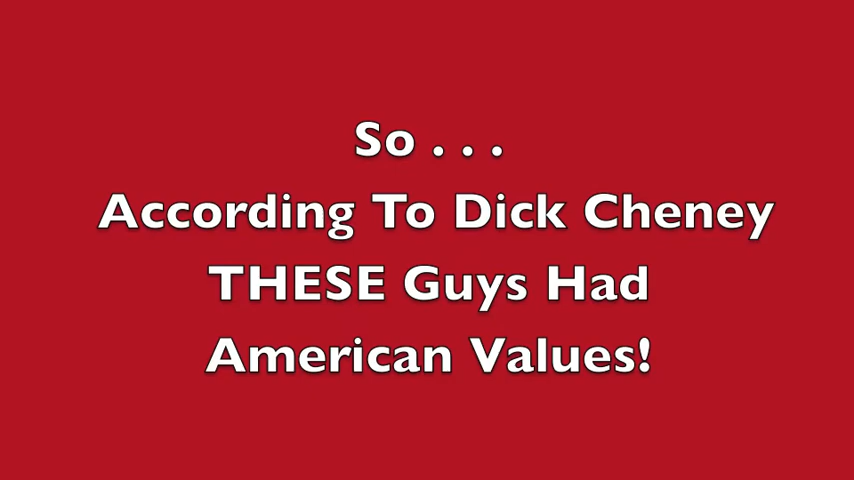 So . . .
According To Dick Cheney
THESE Guys Had
American Values!